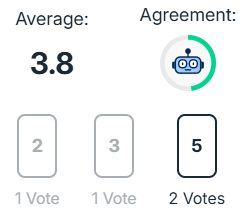 Average:
Agreement:
3.8
2
3
5
1 Vote
1 Vote
2 Votes